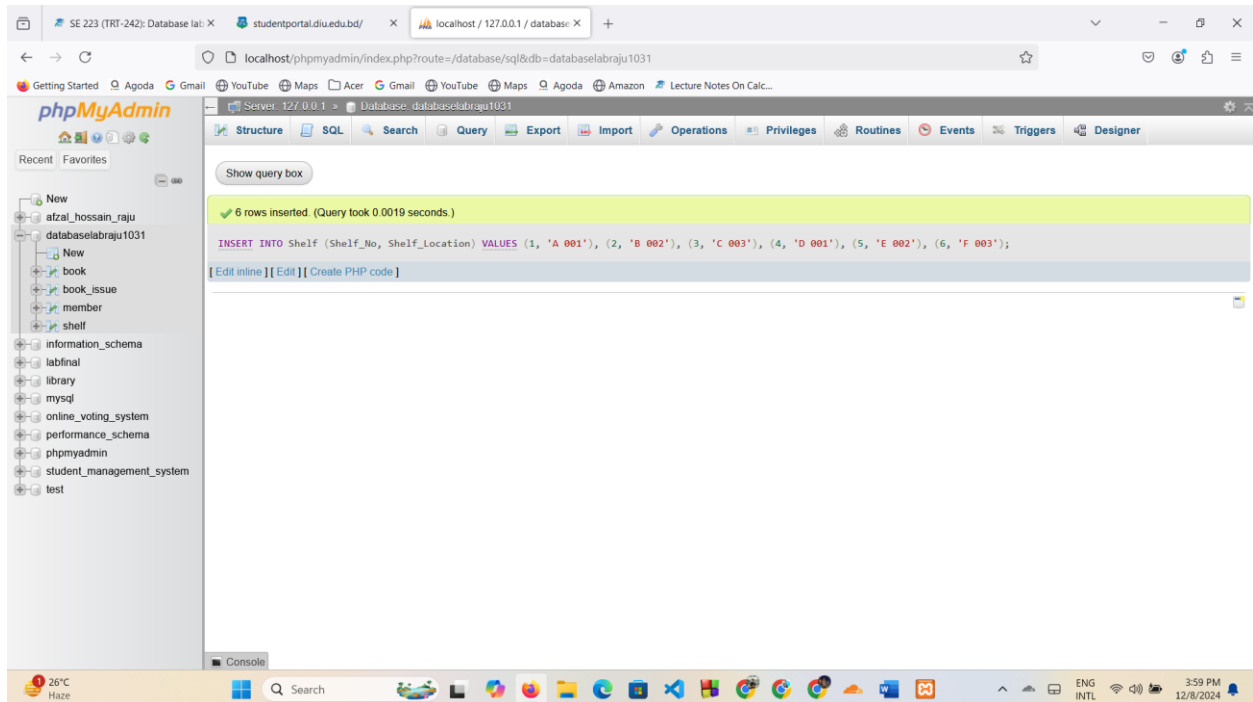 SE 223 (TRT-242): Database lab
studentportal.diu.edu.bd/
localhost / 127.0.0.1 / database
localhost/phpmyadmin/index.php?route=/database/sql&db=databaselabraju1031
Getting Started Agoda Gmail YouTube Maps Acer Gmail YouTube Maps Agoda Amazon Lecture Notes On Calc...
phpMyAdmin
Server: 127.0.0.1 » Database: databaselabraju1031
Structure SQL Search Query Export Import Operations Privileges Routines Events Triggers Designer
Recent Favorites
Show query box
New
afzal_hossain_raju
databaselabraju1031
New
book
book_issue
member
shelf
information_schema
labfinal
library
mysql
online_voting_system
performance_schema
phpmyadmin
student_management_system
test
6 rows inserted. (Query took 0.0019 seconds.)
INSERT INTO Shelf (Shelf_No, Shelf_Location) VALUES (1, 'A 001'), (2, 'B 002'), (3, 'C 003'), (4, 'D 001'), (5, 'E 002'), (6, 'F 003');
[ Edit inline ] [ Edit ] [ Create PHP code ]
Console
1
26°C
Haze
Search
ENG
INTL
3:59 PM
12/8/2024